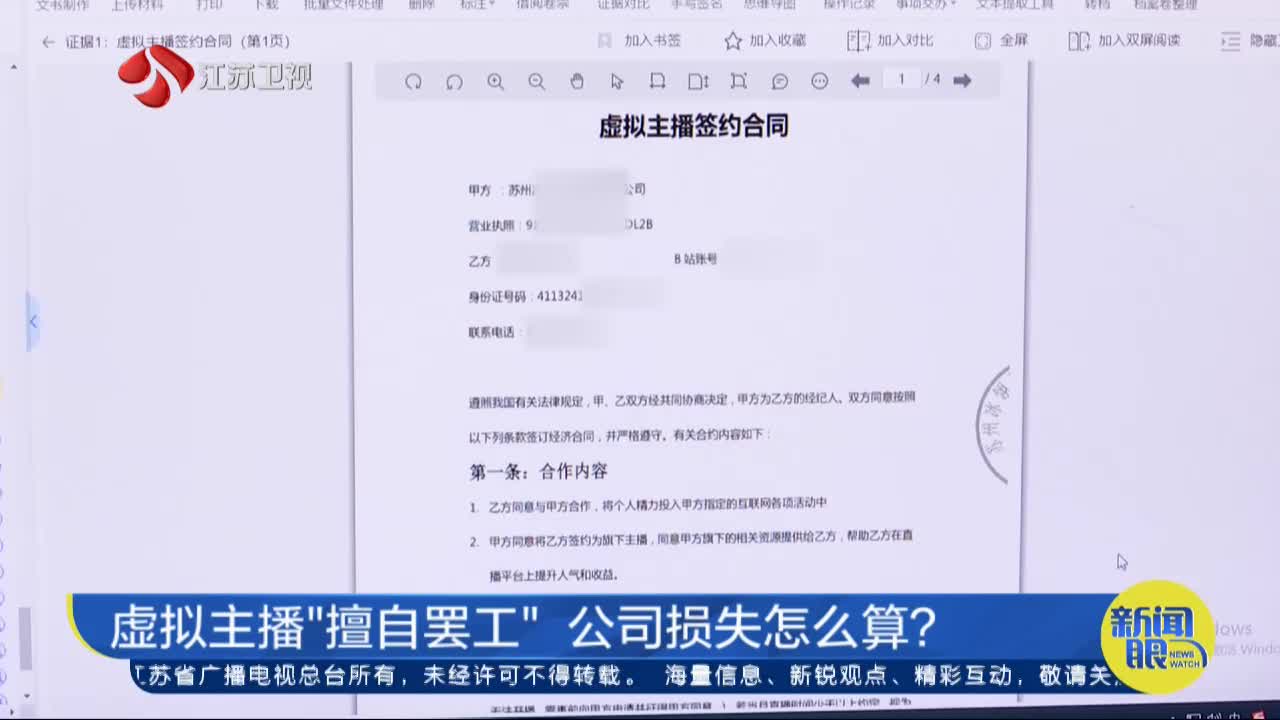 文书制作 上传材料 打印 下载 批量文件处理 删除 标注 借阅卷宗 证据对比 手写签名 思维导图 操作记录 事项交办 文本提取工具 转档 档案卷整理
← 证据1：虚拟主播签约合同（第1页） 加入书签 加入收藏 加入对比 全屏 加入双屏阅读 隐藏
江苏卫视
1 / 4
虚拟主播签约合同
甲方 ：苏州 公司
营业执照：91 DL2B
乙方 B 站账号
身份证号码：4113241
联系电话：
遵照我国有关法律规定，甲、乙双方经共同协商决定，甲方为乙方的经纪人。双方同意按照
以下列条款签订经济合同，并严格遵守。有关合约内容如下：
第一条：合作内容
1. 乙方同意与甲方合作，将个人精力投入甲方指定的互联网各项活动中
2. 甲方同意将乙方签约为旗下主播，同意甲方旗下的相关资源提供给乙方，帮助乙方在直
播平台上提升人气和收益。
苏州
虚拟主播"擅自罢工" 公司损失怎么算?
新闻眼
NEWS WATCH
江苏省广播电视总台所有，未经许可不得转载。 海量信息、新锐观点、精彩互动，敬请关